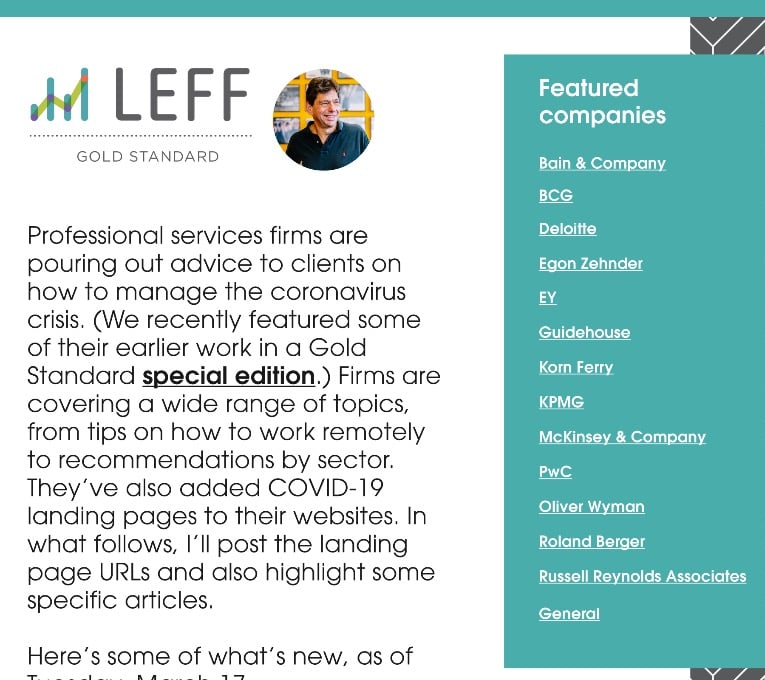 LEFF
GOLD STANDARD
Professional services firms are
pouring out advice to clients on
how to manage the coronavirus
crisis. (We recently featured some
of their earlier work in a Gold
Standard special edition.) Firms are
covering a wide range of topics,
from tips on how to work remotely
to recommendations by sector.
They’ve also added COVID-19
landing pages to their websites. In
what follows, I’ll post the landing
page URLs and also highlight some
specific articles.
Here’s some of what’s new, as of
Tuesday, March 17
Featured
companies
Bain & Company
BCG
Deloitte
Egon Zehnder
EY
Guidehouse
Korn Ferry
KPMG
McKinsey & Company
PwC
Oliver Wyman
Roland Berger
Russell Reynolds Associates
General